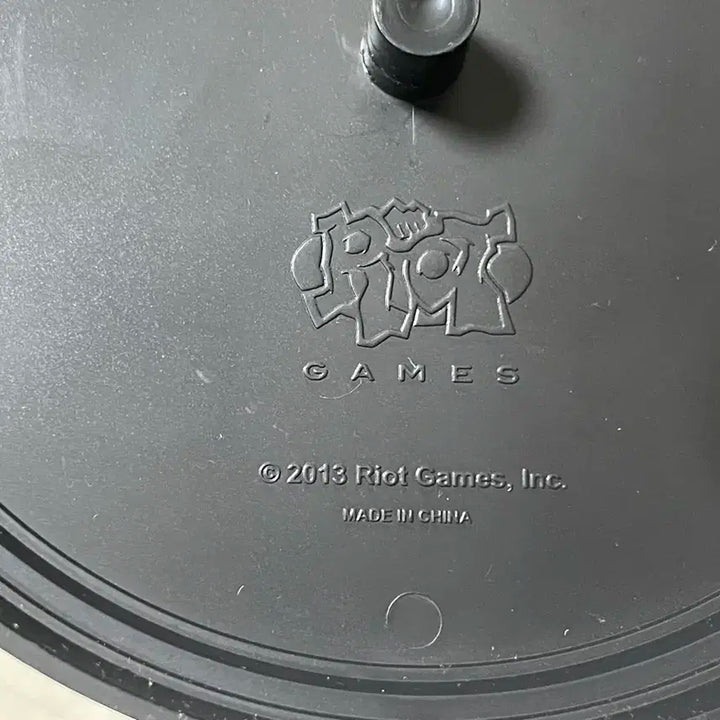 RIOT
GAMES
© 2013 Riot Games, Inc.
MADE IN CHINA